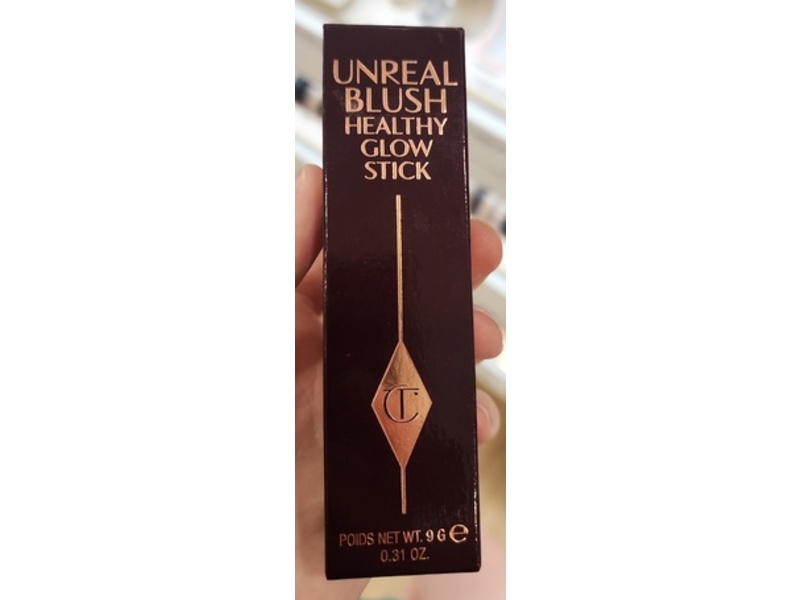 UNREAL
BLUSH
HEALTHY
GLOW
STICK
CT
POIDS NET WT. 9 G e
0.31 OZ.